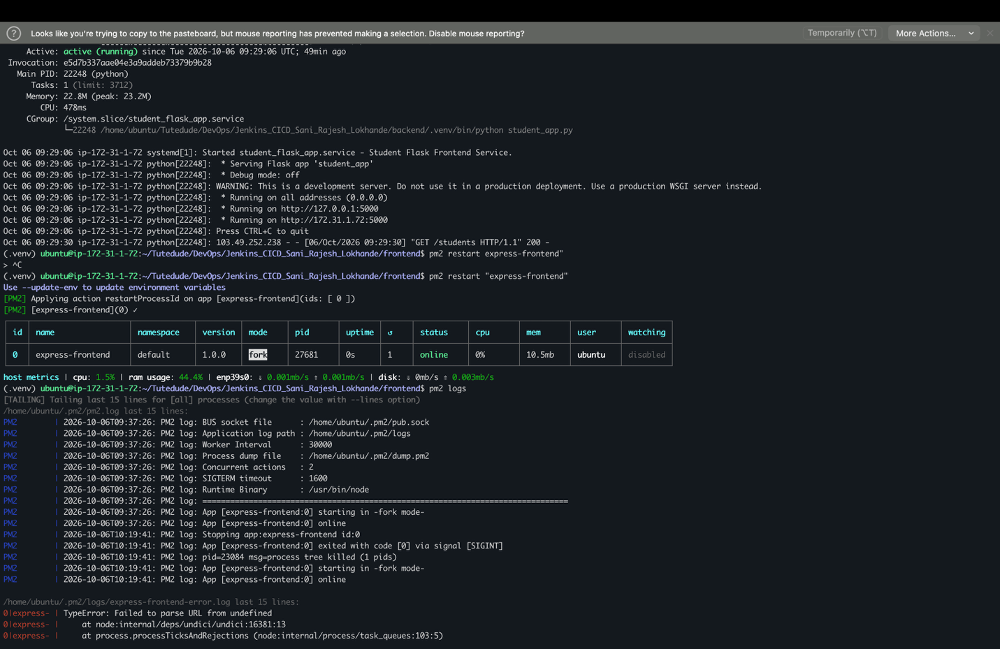 Looks like you're trying to copy to the pasteboard, but mouse reporting has prevented making a selection. Disable mouse reporting? Temporarily (⌥T) More Actions...
Active: active (running) since Tue 2026-10-06 09:29:06 UTC; 49min ago
Invocation: e5d7b337aae04e3a9addeb73379b9b28
Main PID: 22248 (python)
Tasks: 1 (limit: 3712)
Memory: 22.8M (peak: 23.2M)
CPU: 478ms
CGroup: /system.slice/student_flask_app.service
└─22248 /home/ubuntu/Tutedude/DevOps/Jenkins_CICD_Sani_Rajesh_Lokhande/backend/.venv/bin/python student_app.py
Oct 06 09:29:06 ip-172-31-1-72 systemd[1]: Started student_flask_app.service - Student Flask Frontend Service.
Oct 06 09:29:06 ip-172-31-1-72 python[22248]:  * Serving Flask app 'student_app'
Oct 06 09:29:06 ip-172-31-1-72 python[22248]:  * Debug mode: off
Oct 06 09:29:06 ip-172-31-1-72 python[22248]: WARNING: This is a development server. Do not use it in a production deployment. Use a production WSGI server instead.
Oct 06 09:29:06 ip-172-31-1-72 python[22248]:  * Running on all addresses (0.0.0.0)
Oct 06 09:29:06 ip-172-31-1-72 python[22248]:  * Running on http://127.0.0.1:5000
Oct 06 09:29:06 ip-172-31-1-72 python[22248]:  * Running on http://172.31.1.72:5000
Oct 06 09:29:06 ip-172-31-1-72 python[22248]: Press CTRL+C to quit
Oct 06 09:29:30 ip-172-31-1-72 python[22248]: 103.49.252.238 - - [06/Oct/2026 09:29:30] "GET /students HTTP/1.1" 200 -
(.venv) ubuntu@ip-172-31-1-72:~/Tutedude/DevOps/Jenkins_CICD_Sani_Rajesh_Lokhande/frontend$ pm2 restart express-frontend"
> ^C
(.venv) ubuntu@ip-172-31-1-72:~/Tutedude/DevOps/Jenkins_CICD_Sani_Rajesh_Lokhande/frontend$ pm2 restart "express-frontend"
Use --update-env to update environment variables
[PM2] Applying action restartProcessId on app [express-frontend](ids: [ 0 ])
[PM2] [express-frontend](0) ✓
id name namespace version mode pid uptime ↺ status cpu mem user watching
0 express-frontend default 1.0.0 fork 27681 0s 1 online 0% 10.5mb ubuntu disabled
host metrics | cpu: 1.5% | ram usage: 44.4% | enp39s0: ⇓ 0.001mb/s ⇑ 0.001mb/s | disk: ⇓ 0mb/s ⇑ 0.003mb/s
(.venv) ubuntu@ip-172-31-1-72:~/Tutedude/DevOps/Jenkins_CICD_Sani_Rajesh_Lokhande/frontend$ pm2 logs
[TAILING] Tailing last 15 lines for [all] processes (change the value with --lines option)
/home/ubuntu/.pm2/pm2.log last 15 lines:
PM2 | 2026-10-06T09:37:26: PM2 log: BUS socket file : /home/ubuntu/.pm2/pub.sock
PM2 | 2026-10-06T09:37:26: PM2 log: Application log path : /home/ubuntu/.pm2/logs
PM2 | 2026-10-06T09:37:26: PM2 log: Worker Interval : 30000
PM2 | 2026-10-06T09:37:26: PM2 log: Process dump file : /home/ubuntu/.pm2/dump.pm2
PM2 | 2026-10-06T09:37:26: PM2 log: Concurrent actions : 2
PM2 | 2026-10-06T09:37:26: PM2 log: SIGTERM timeout : 1600
PM2 | 2026-10-06T09:37:26: PM2 log: Runtime Binary : /usr/bin/node
PM2 | 2026-10-06T09:37:26: PM2 log: ===============================================================================
PM2 | 2026-10-06T09:37:26: PM2 log: App [express-frontend:0] starting in -fork mode-
PM2 | 2026-10-06T09:37:26: PM2 log: App [express-frontend:0] online
PM2 | 2026-10-06T10:19:41: PM2 log: Stopping app:express-frontend id:0
PM2 | 2026-10-06T10:19:41: PM2 log: App [express-frontend:0] exited with code [0] via signal [SIGINT]
PM2 | 2026-10-06T10:19:41: PM2 log: pid=23084 msg=process tree killed (1 pids)
PM2 | 2026-10-06T10:19:41: PM2 log: App [express-frontend:0] starting in -fork mode-
PM2 | 2026-10-06T10:19:41: PM2 log: App [express-frontend:0] online
/home/ubuntu/.pm2/logs/express-frontend-error.log last 15 lines:
0|express- | TypeError: Failed to parse URL from undefined
0|express- |     at node:internal/deps/undici/undici:16381:13
0|express- |     at process.processTicksAndRejections (node:internal/process/task_queues:103:5)